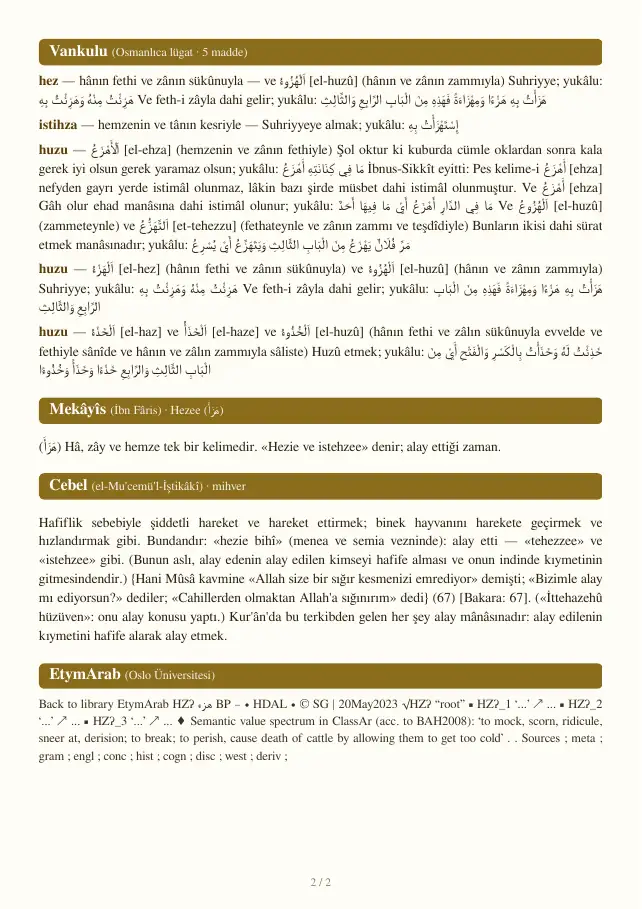 Vankulu (Osmanlıca lügat · 5 madde)
hez — hânın fethi ve zânın sükûnuyla — ve اَلْهُزُوءُ [el-huzû] (hânın ve zânın zammıyla) Suhriyye; yukâlu:
هَزِئْتُ مِنْهُ وَهَزِئْتُ بِهِ Ve feth-i zâyla dahi gelir; yukâlu: هَزَأْتُ بِهِ هَزْءًا وَمِهْزَاءَةً فَهَذِهِ مِنَ الْبَابِ الرَّابِعِ وَالثَّالِثِ
istihza — hemzenin ve tânın kesriyle — Suhriyyeye almak; yukâlu: إِسْتَهْزَأْتُ بِهِ
huzu — اَلْأَهْزَعُ [el-ehza] (hemzenin ve zânın fethiyle) Şol oktur ki kuburda cümle oklardan sonra kala
gerek iyi olsun gerek yaramaz olsun; yukâlu: مَا فِي كِنَانَتِهِ أَهْزَعُ İbnus-Sikkît eyitti: Pes kelime-i أَهْزَعُ [ehza]
nefyden gayrı yerde istimâl olunmaz, lâkin bazı şirde müsbet dahi istimâl olunmuştur. Ve أَهْزَعُ [ehza]
Gâh olur ehad manâsına dahi istimâl olunur; yukâlu: مَا فِي الدَّارِ أَهْزَعُ أَيْ مَا فِيهَا أَحَدٌ Ve اَلْهُزُوعُ [el-huzû]
(zammeteynle) ve اَلتَّهَزُّعُ [et-tehezzu] (fethateynle ve zânın zammı ve teşdîdiyle) Bunların ikisi dahi sürat
etmek manâsınadır; yukâlu: مَرَّ فُلَانٌ يَهْزَعُ مِنَ الْبَابِ الثَّالِثِ وَيَتَهَزَّعُ أَيْ يُسْرِعُ
huzu — اَلْهَزْءُ [el-hez] (hânın fethi ve zânın sükûnuyla) ve اَلْهُزُوءُ [el-huzû] (hânın ve zânın zammıyla)
Suhriyye; yukâlu: هَزِئْتُ مِنْهُ وَهَزِئْتُ بِهِ Ve feth-i zâyla dahi gelir; yukâlu: هَزَأْتُ بِهِ هَزْءًا وَمِهْزَاءَةً فَهَذِهِ مِنَ الْبَابِ
الرَّابِعِ وَالثَّالِثِ
huzu — اَلْحَذْءُ [el-haz] ve اَلْحَذَأُ [el-haze] ve اَلْحُذُوءُ [el-huzû] (hânın fethi ve zâlın sükûnuyla evvelde ve
fethiyle sânîde ve hânın ve zâlın zammıyla sâliste) Huzû etmek; yukâlu: حَذِئْتُ لَهُ وَحَذَأْتُ بِالْكَسْرِ وَالْفَتْحِ أَيْ مِنَ
الْبَابِ الثَّالِثِ وَالرَّابِعِ حَذْءًا وَحَذَأً وَحُذُوءًا
Mekâyîs (İbn Fâris) · Hezee (هَزَأَ)
(هَزَأَ) Hâ, zây ve hemze tek bir kelimedir. «Hezie ve istehzee» denir; alay ettiği zaman.
Cebel (el-Mu'cemü'l-İştikâkî) · mihver
Hafiflik sebebiyle şiddetli hareket ve hareket ettirmek; binek hayvanını harekete geçirmek ve
hızlandırmak gibi. Bundandır: «hezie bihî» (menea ve semia vezninde): alay etti — «tehezzee» ve
«istehzee» gibi. (Bunun aslı, alay edenin alay edilen kimseyi hafife alması ve onun indinde kıymetinin
gitmesindendir.) {Hani Mûsâ kavmine «Allah size bir sığır kesmenizi emrediyor» demişti; «Bizimle alay
mı ediyorsun?» dediler; «Cahillerden olmaktan Allah'a sığınırım» dedi} (67) [Bakara: 67]. («İttehazehû
hüzüven»: onu alay konusu yaptı.) Kur'ân'da bu terkibden gelen her şey alay mânâsınadır: alay edilenin
kıymetini hafife alarak alay etmek.
EtymArab (Oslo Üniversitesi)
Back to library EtymArab HZʔ هزء BP – • HDAL • © SG | 20May2023 √HZʔ “root” ▪ HZʔ_1 ‘...’ ↗ ... ▪ HZʔ_2
‘...’ ↗ ... ▪ HZʔ_3 ‘...’ ↗ ... ♦ Semantic value spectrum in ClassAr (acc. to BAH2008): ‘to mock, scorn, ridicule,
sneer at, derision; to break; to perish, cause death of cattle by allowing them to get too cold’ . . Sources ; meta ;
gram ; engl ; conc ; hist ; cogn ; disc ; west ; deriv ;
2 / 2